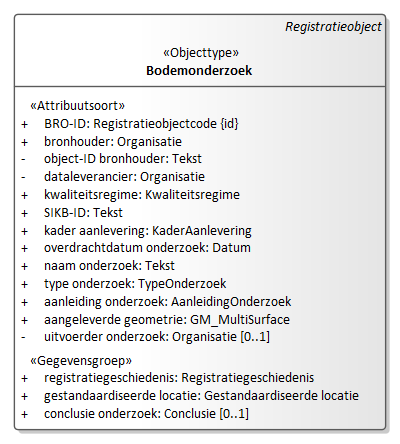 Registratieobject
«Objecttype»
Bodemonderzoek
«Attribuutsoort»
+ BRO-ID: Registratieobjectcode {id}
+ bronhouder: Organisatie
- object-ID bronhouder: Tekst
- dataleverancier: Organisatie
+ kwaliteitsregime: Kwaliteitsregime
+ SIKB-ID: Tekst
+ kader aanlevering: KaderAanlevering
+ overdrachtdatum onderzoek: Datum
+ naam onderzoek: Tekst
+ type onderzoek: TypeOnderzoek
+ aanleiding onderzoek: AanleidingOnderzoek
+ aangeleverde geometrie: GM_MultiSurface
- uitvoerder onderzoek: Organisatie [0..1]
«Gegevensgroep»
+ registratiegeschiedenis: Registratiegeschiedenis
+ gestandaardiseerde locatie: Gestandaardiseerde locatie
+ conclusie onderzoek: Conclusie [0..1]